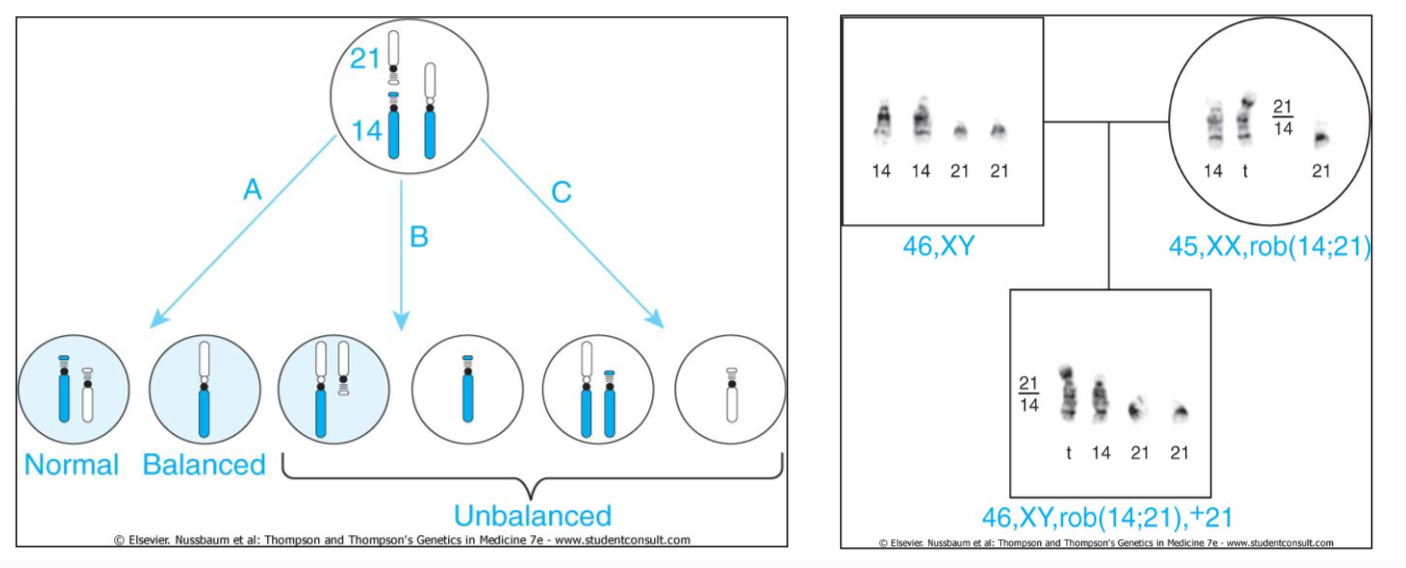 21
14
A
B
C
Normal Balanced
Unbalanced
© Elsevier. Nussbaum et al: Thompson and Thompson's Genetics in Medicine 7e - www.studentconsult.com
21
14
14 14 21 21
14 t 21
46,XY
45,XX,rob(14;21)
21
14
t 14 21 21
46,XY,rob(14;21),+21
© Elsevier. Nussbaum et al: Thompson and Thompson's Genetics in Medicine 7e - www.studentconsult.com